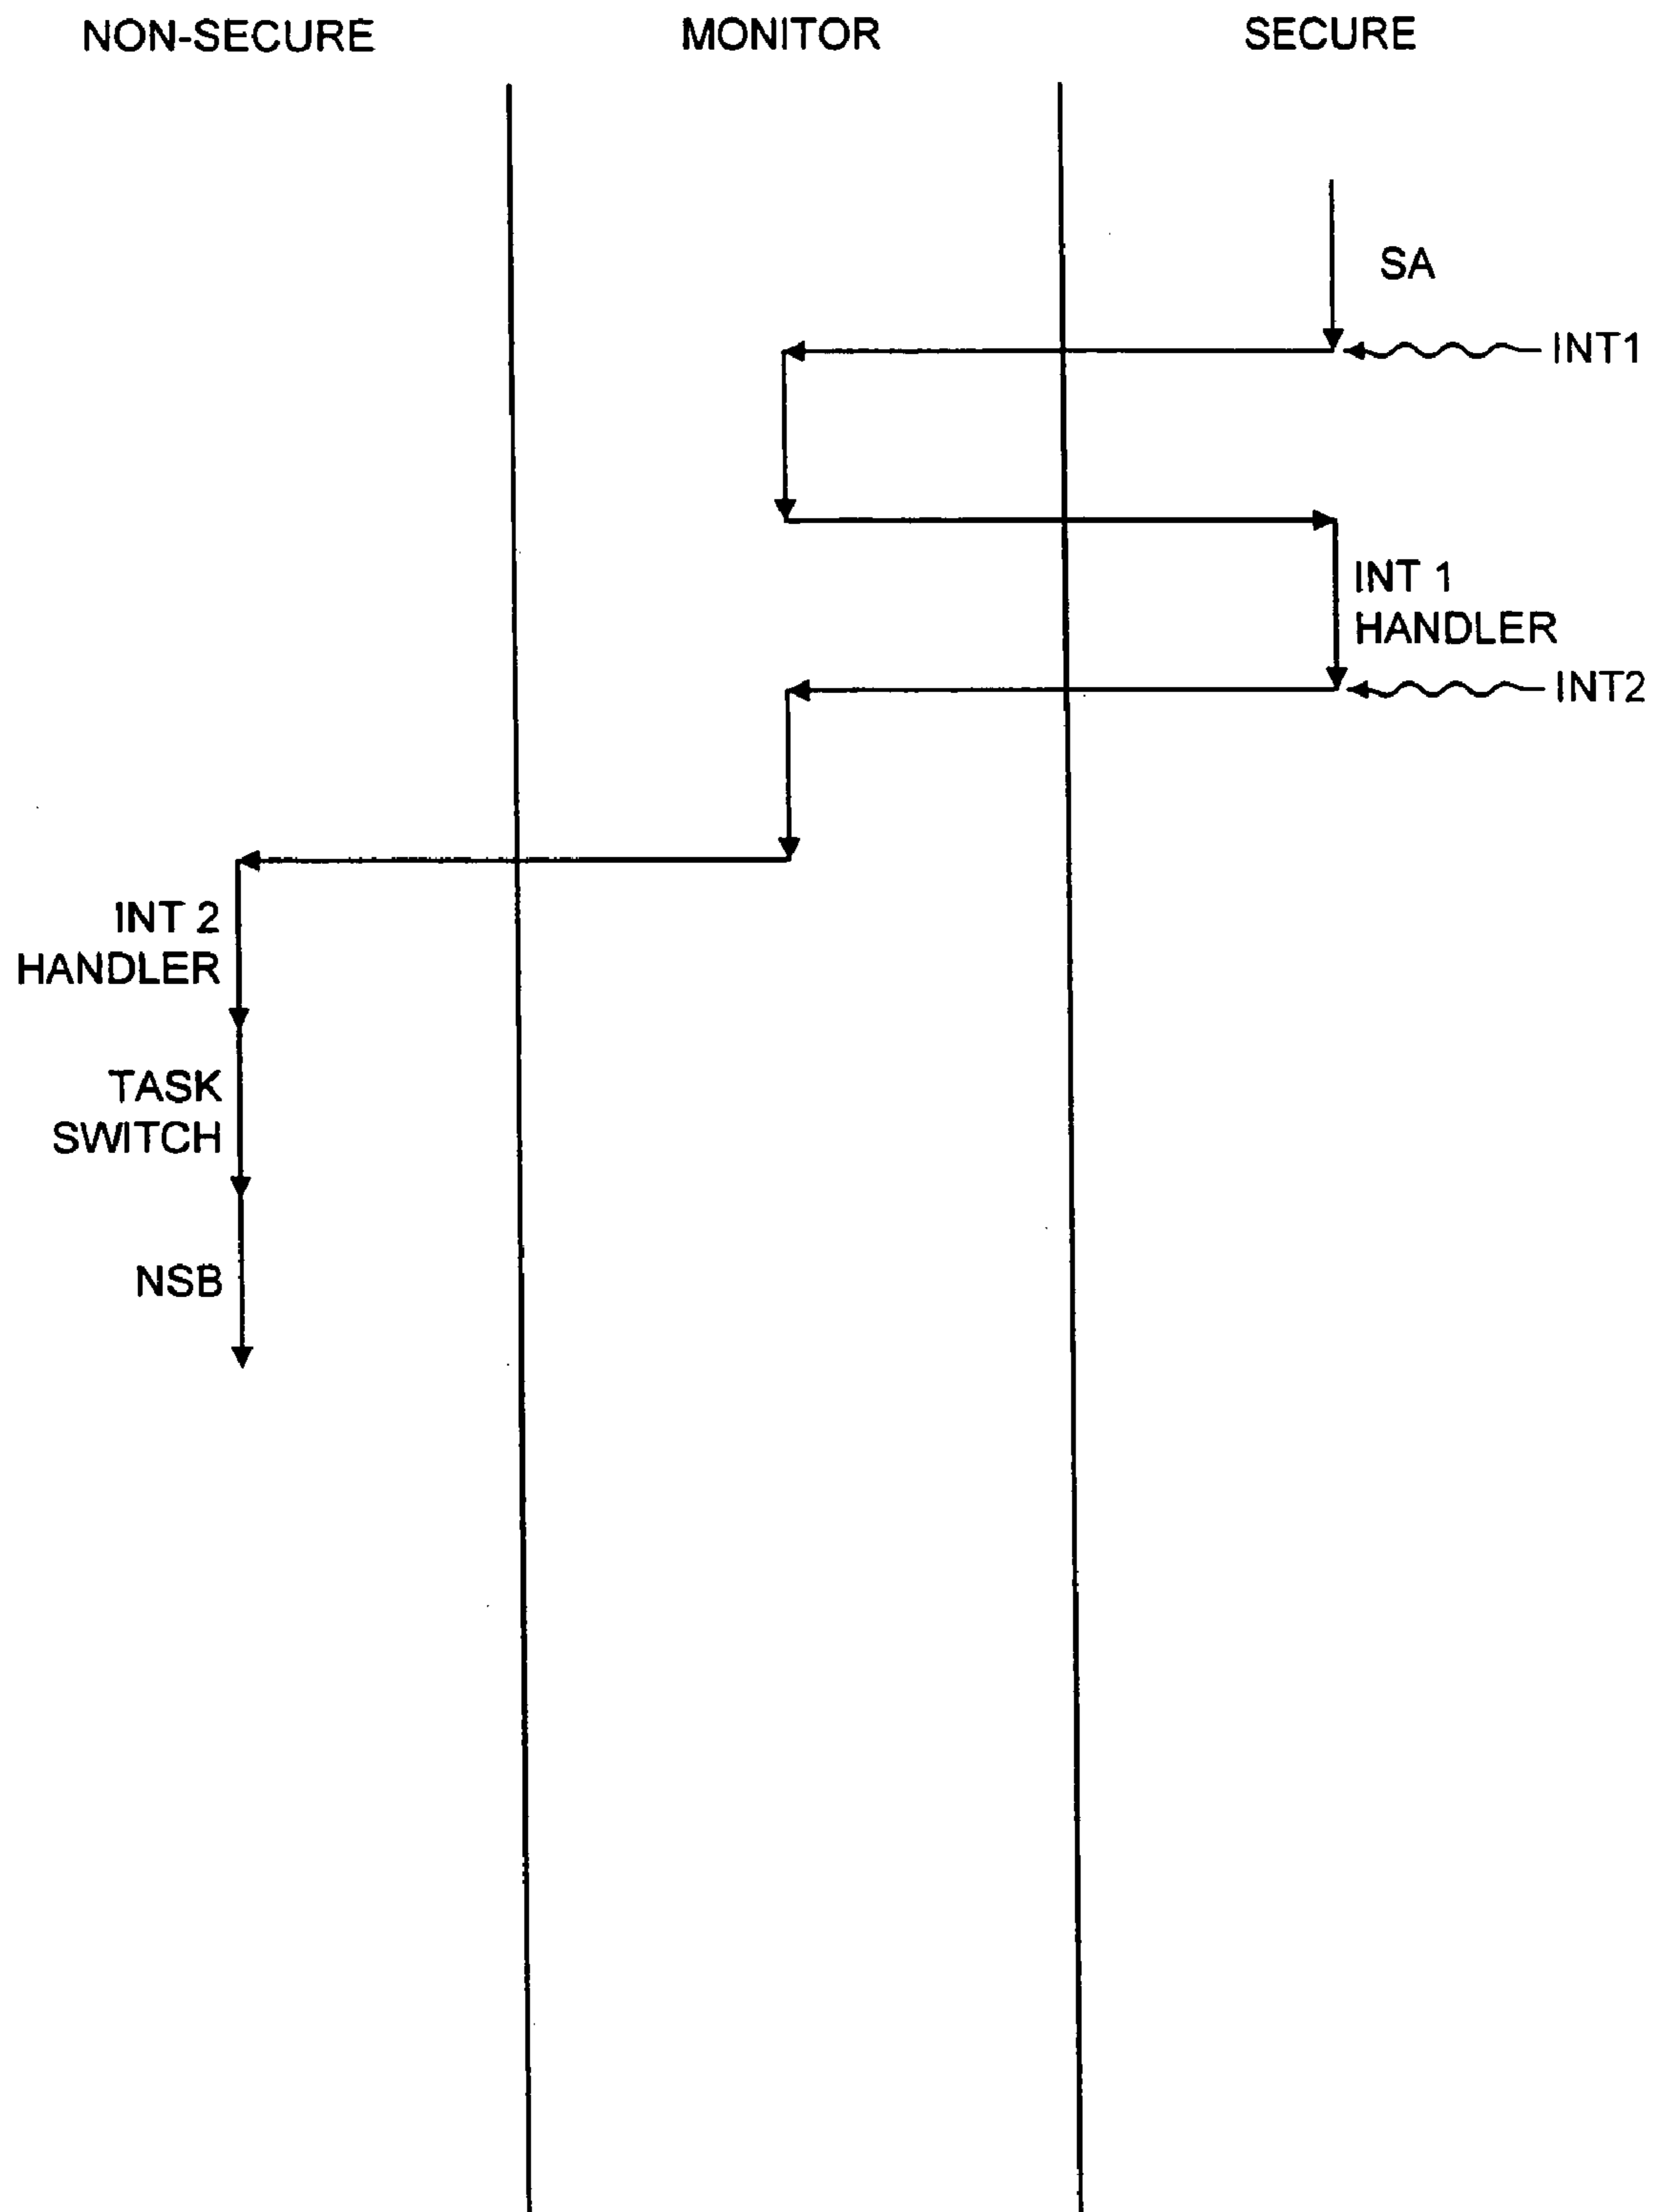 NON-SECURE
MONITOR
SECURE
SA
INT1
INT 1
HANDLER
INT2
INT 2
HANDLER
TASK
SWITCH
NSB